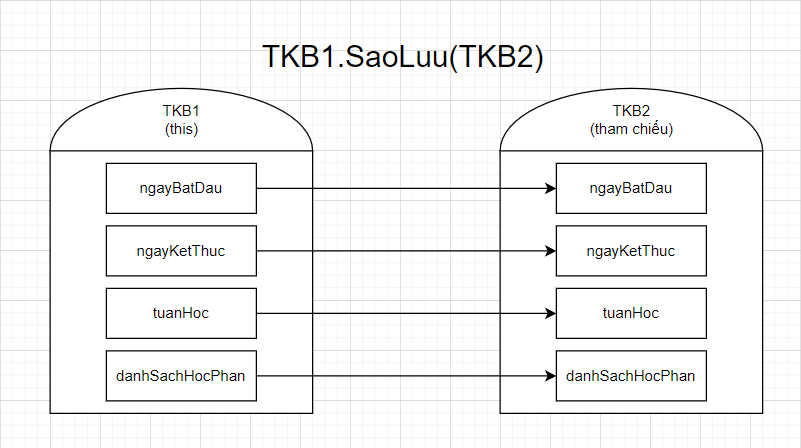 TKB1.SaoLuu(TKB2)
TKB1
(this)
TKB2
(tham chiếu)
ngayBatDau
ngayBatDau
ngayKetThuc
ngayKetThuc
tuanHoc
tuanHoc
danhSachHocPhan
danhSachHocPhan